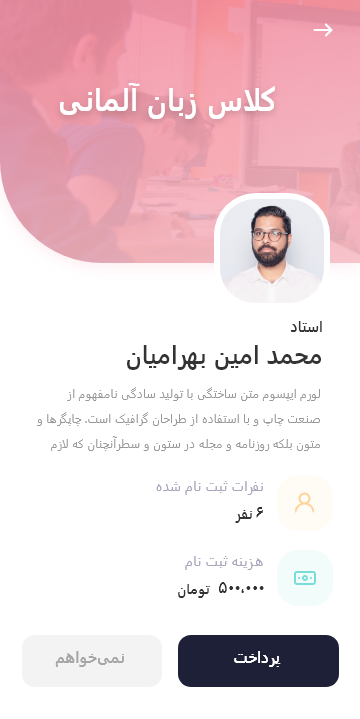 کلاس زبان آلمانی
استاد
محمد امین بهرامیان
لورم ایپسوم متن ساختگی با تولید سادگی نامفهوم از
صنعت چاپ و با استفاده از طراحان گرافیک است. چاپگرها و
متون بلکه روزنامه و مجله در ستون و سطرآنچنان که لازم
نفرات ثبت نام شده
۶ نفر
هزینه ثبت نام
۵۰۰،۰۰۰ تومان
پرداخت
نمی‌خواهم